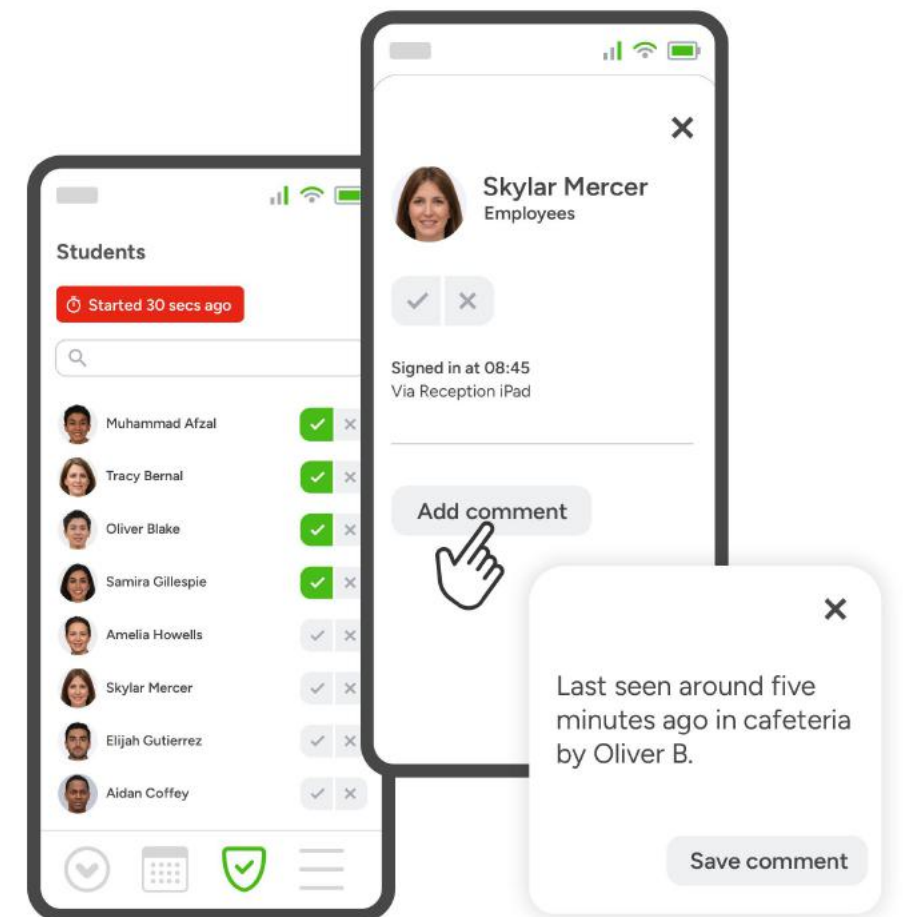 Students
Started 30 secs ago
Muhammad Afzal
Tracy Bernal
Oliver Blake
Samira Gillespie
Amelia Howells
Skylar Mercer
Elijah Gutierrez
Aidan Coffey
Skylar Mercer
Employees
Signed in at 08:45
Via Reception iPad
Add comment
Last seen around five
minutes ago in cafeteria
by Oliver B.
Save comment